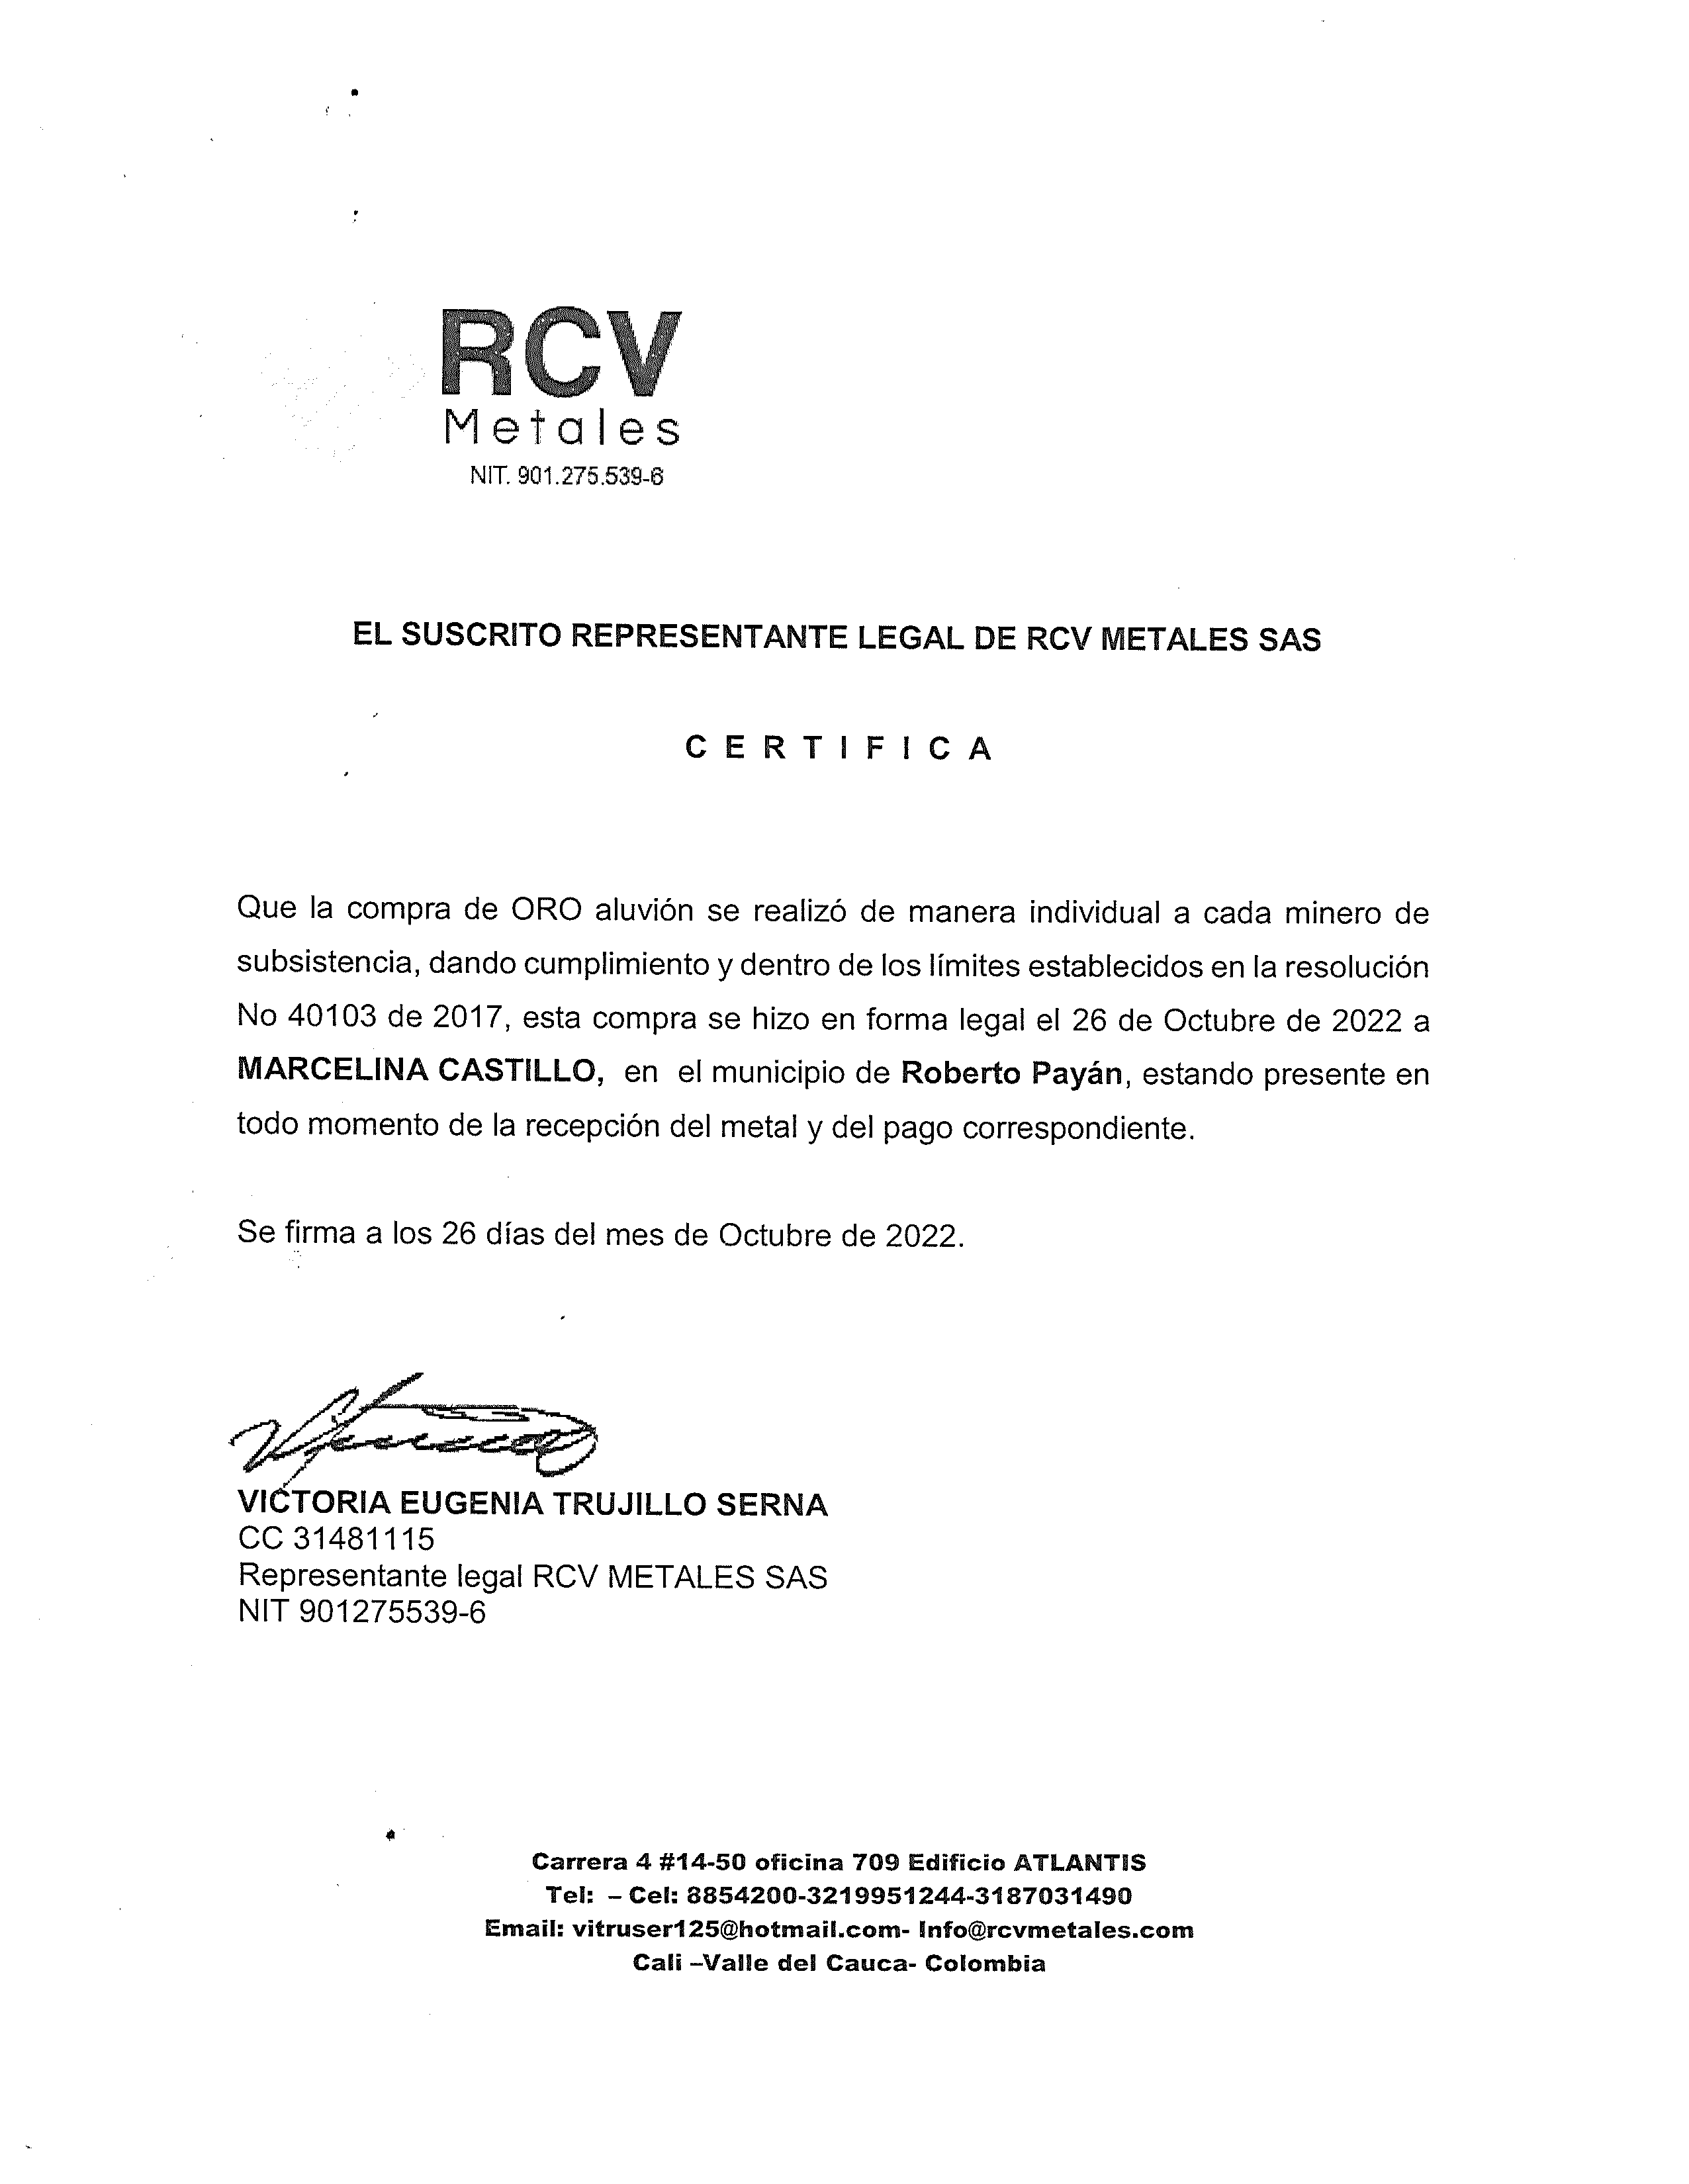 RCV
Metales
NIT. 901.275.539-6
EL SUSCRITO REPRESENTANTE LEGAL DE RCV METALES SAS
C E R T I F I C A
Que la compra de ORO aluvión se realizó de manera individual a cada minero de
subsistencia, dando cumplimiento y dentro de los límites establecidos en la resolución
No 40103 de 2017, esta compra se hizo en forma legal el 26 de Octubre de 2022 a
MARCELINA CASTILLO, en el municipio de Roberto Payán, estando presente en
todo momento de la recepción del metal y del pago correspondiente.
Se firma a los 26 días del mes de Octubre de 2022.
VICTORIA EUGENIA TRUJILLO SERNA
CC 31481115
Representante legal RCV METALES SAS
NIT 901275539-6
Carrera 4 #14-50 oficina 709 Edificio ATLANTIS
Tel: – Cel: 8854200-3219951244-3187031490
Email: vitruser125@hotmail.com- Info@rcvmetales.com
Cali –Valle del Cauca- Colombia